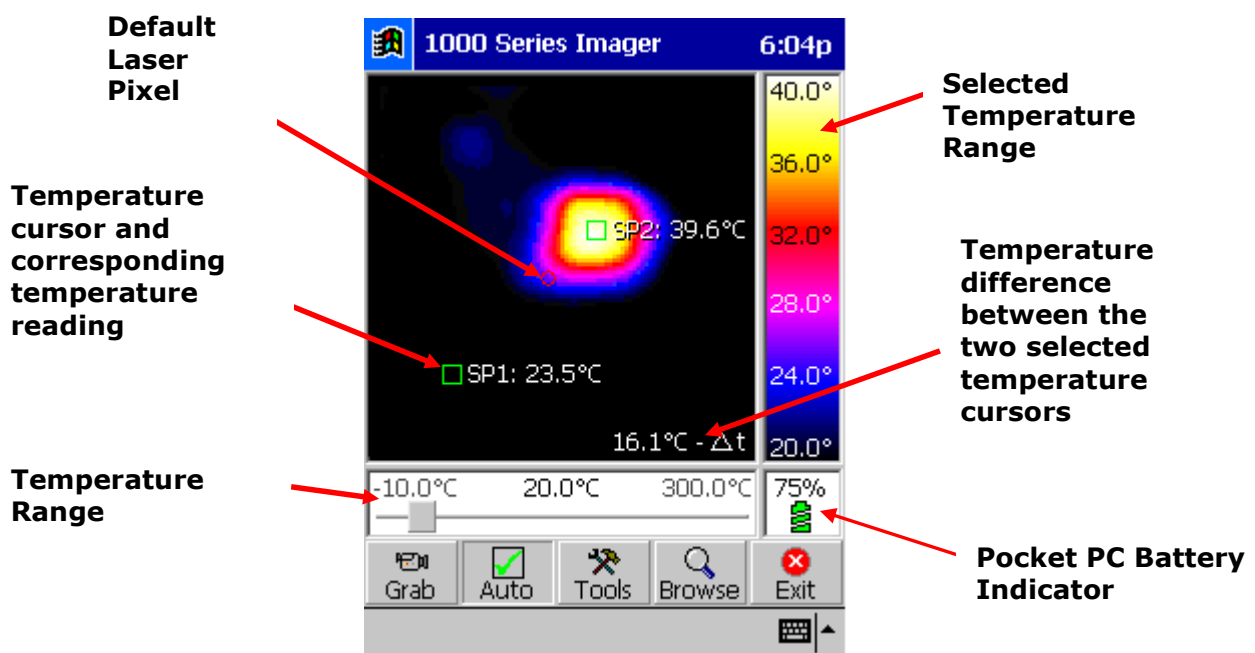 Default
Laser
Pixel
1000 Series Imager 6:04p
40.0°
36.0°
32.0°
28.0°
24.0°
20.0°
SP2: 39.6°C
SP1: 23.5°C
16.1°C - Δt
Selected
Temperature
Range
Temperature
cursor and
corresponding
temperature
reading
Temperature
difference
between the
two selected
temperature
cursors
Temperature
Range
-10.0°C 20.0°C 300.0°C 75%
Grab Auto Tools Browse Exit
Pocket PC Battery
Indicator